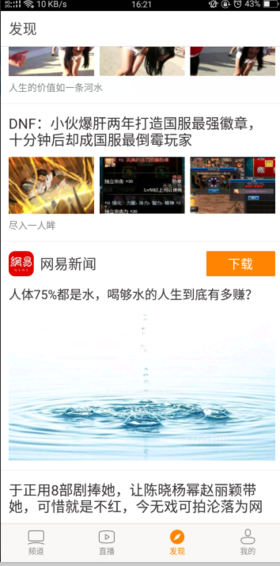 10 KB/s 16:21 43%
发现
人生的价值如一条河水
DNF：小伙爆肝两年打造国服最强徽章，
十分钟后却成国服最倒霉玩家
尽入一人眸
網易
NEWS
网易新闻
下载
人体75%都是水，喝够水的人生到底有多赚？
于正用8部剧捧她，让陈晓杨幂赵丽颖带
她，可惜就是不红，今无戏可拍沦落为网
频道 直播 发现 我的